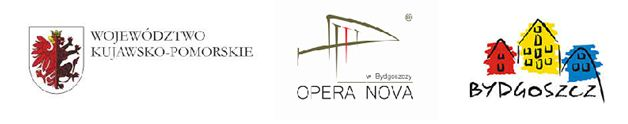 WOJEWÓDZTWO
KUJAWSKO-POMORSKIE
®
w Bydgoszczy
OPERA NOVA
BYDGOSZCZ